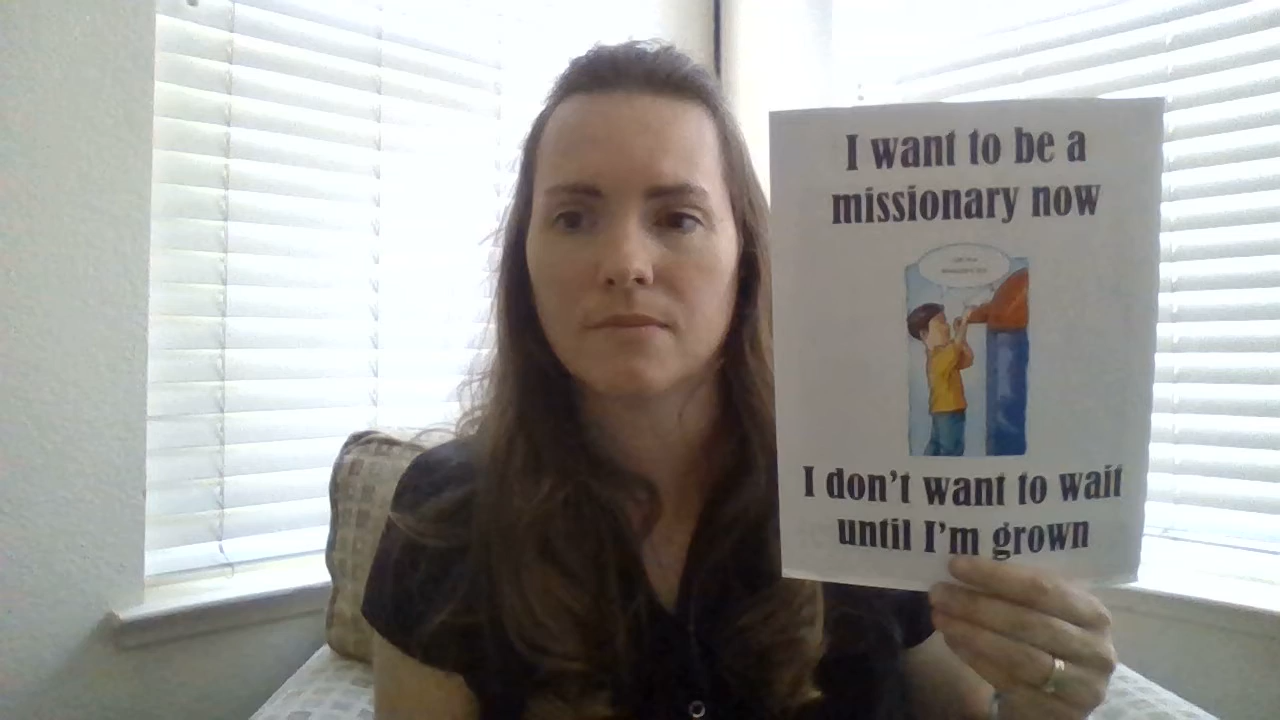 I want to be a
missionary now
I don't want to wait
until I'm grown